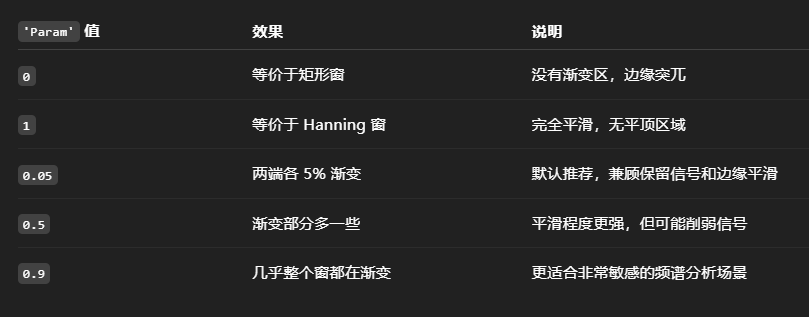 'Param' 值 效果 说明
0 等价于矩形窗 没有渐变区，边缘突兀
1 等价于 Hanning 窗 完全平滑，无平顶区域
0.05 两端各 5% 渐变 默认推荐，兼顾保留信号和边缘平滑
0.5 渐变部分多一些 平滑程度更强，但可能削弱信号
0.9 几乎整个窗都在渐变 更适合非常敏感的频谱分析场景